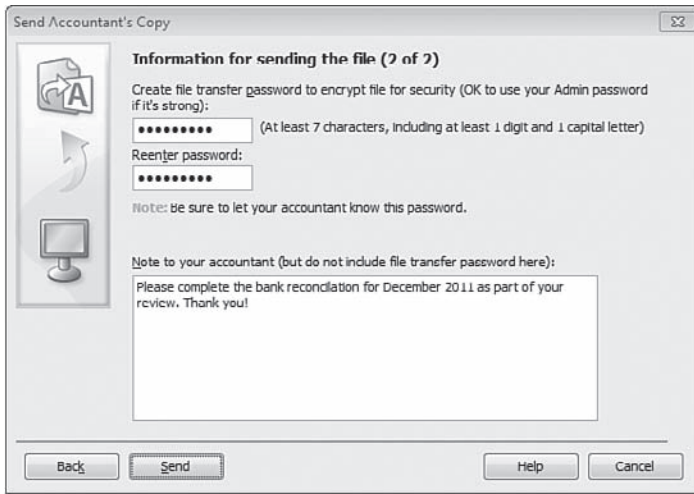 Send Accountant's Copy
Information for sending the file (2 of 2)
Create file transfer password to encrypt file for security (OK to use your Admin password
if it's strong):
••••••••• (At least 7 characters, including at least 1 digit and 1 capital letter)
Reenter password:
•••••••••
Note: Be sure to let your accountant know this password.
Note to your accountant (but do not include file transfer password here):
Please complete the bank reconcilation for December 2011 as part of your
review. Thank you!
Back Send Help Cancel
A